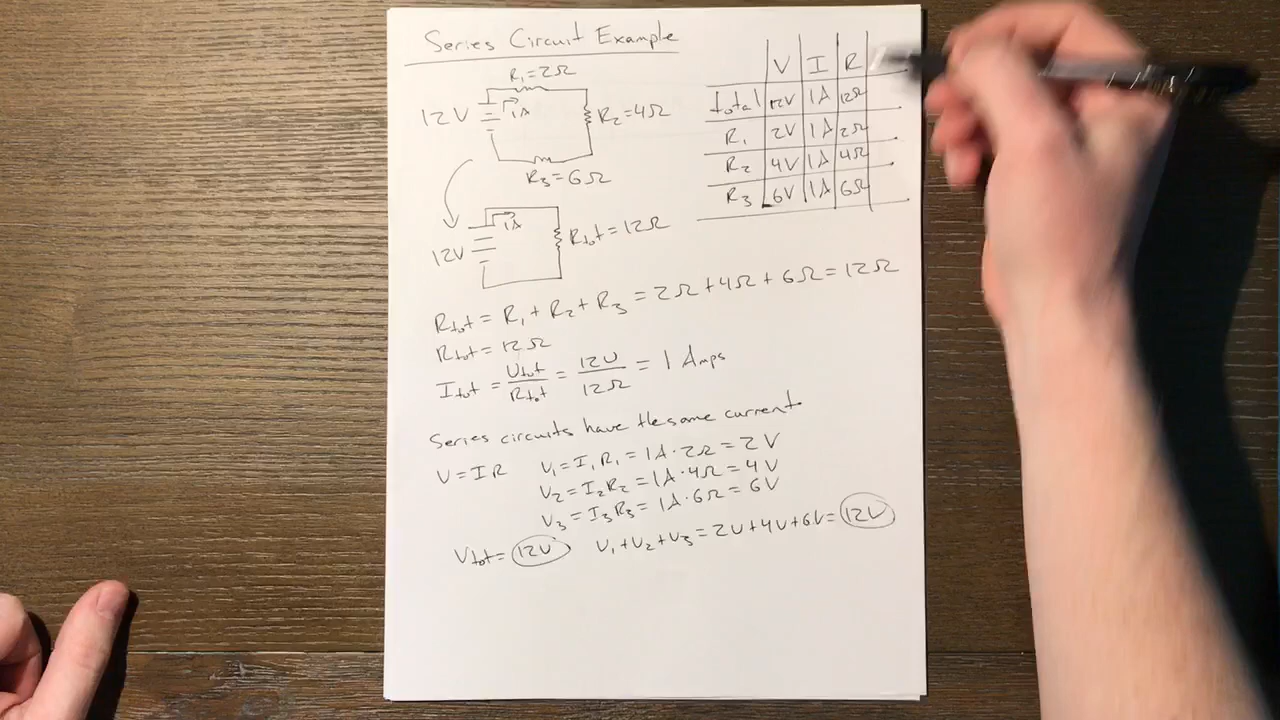 Series Circuit Example
R₁=2Ω
12V
1A
R₂=4Ω
R₃=6Ω
12V
1A
Rtot=12Ω
V I R
total 12V 1A 12Ω
R₁ 2V 1A 2Ω
R₂ 4V 1A 4Ω
R₃ 6V 1A 6Ω
Rtot = R₁ + R₂ + R₃ = 2Ω + 4Ω + 6Ω = 12Ω
Rtot = 12Ω
Itot = Vtot/Rtot = 12V/12Ω = 1 Amps
Series circuits have the same current
V = IR V₁ = I₁R₁ = 1A·2Ω = 2V
V₂ = I₂R₂ = 1A·4Ω = 4V
V₃ = I₃R₃ = 1A·6Ω = 6V
Vtot = 12V V₁+V₂+V₃ = 2V+4V+6V = 12V